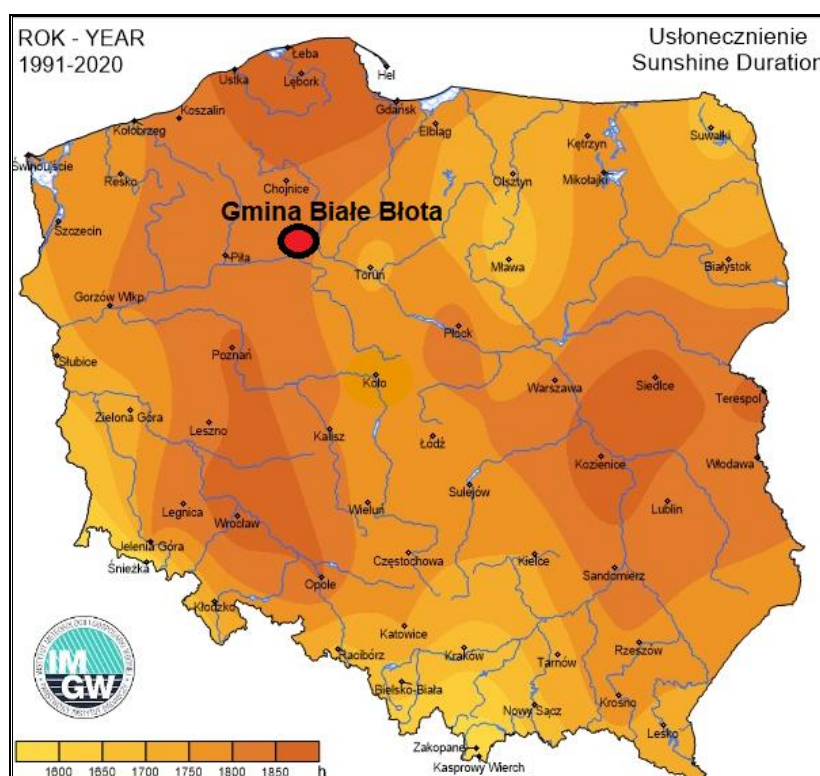 ROK - YEAR
1991-2020
Usłonecznienie
Sunshine Duration
Łeba
Ustka
Lębork
Hel
Gdańsk
Koszalin
Kołobrzeg
Elbląg
Kętrzyn
Suwałki
Świnoujście
Resko
Chojnice
Olsztyn
Mikołajki
Gmina Białe Błota
Szczecin
Piła
Toruń
Mława
Białystok
Gorzów Wlkp.
Płock
Słubice
Poznań
Koło
Warszawa
Siedlce
Terespol
Zielona Góra
Leszno
Kalisz
Łódź
Kozienice
Włodawa
Sulejów
Legnica
Wrocław
Wieluń
Lublin
Jelenia Góra
Śnieżka
Częstochowa
Kielce
Sandomierz
Opole
Kłodzko
Katowice
Racibórz
Kraków
Tarnów
Rzeszów
Bielsko-Biała
Nowy Sącz
Krosno
Lesko
Zakopane
Kasprowy Wierch
IMGW
1600 1650 1700 1750 1800 1850 h